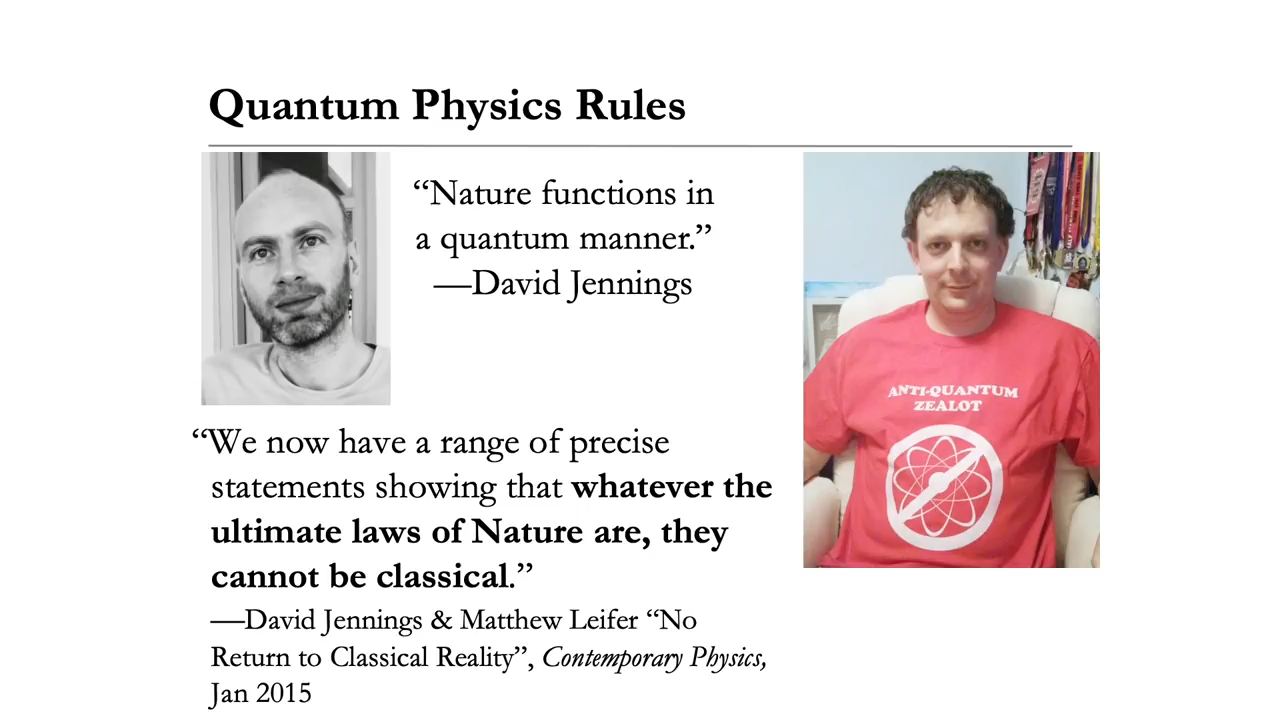 Quantum Physics Rules
“Nature functions in
a quantum manner.”
—David Jennings
ANTI-QUANTUM
ZEALOT
“We now have a range of precise
statements showing that whatever the
ultimate laws of Nature are, they
cannot be classical.”
—David Jennings & Matthew Leifer “No
Return to Classical Reality”, Contemporary Physics,
Jan 2015